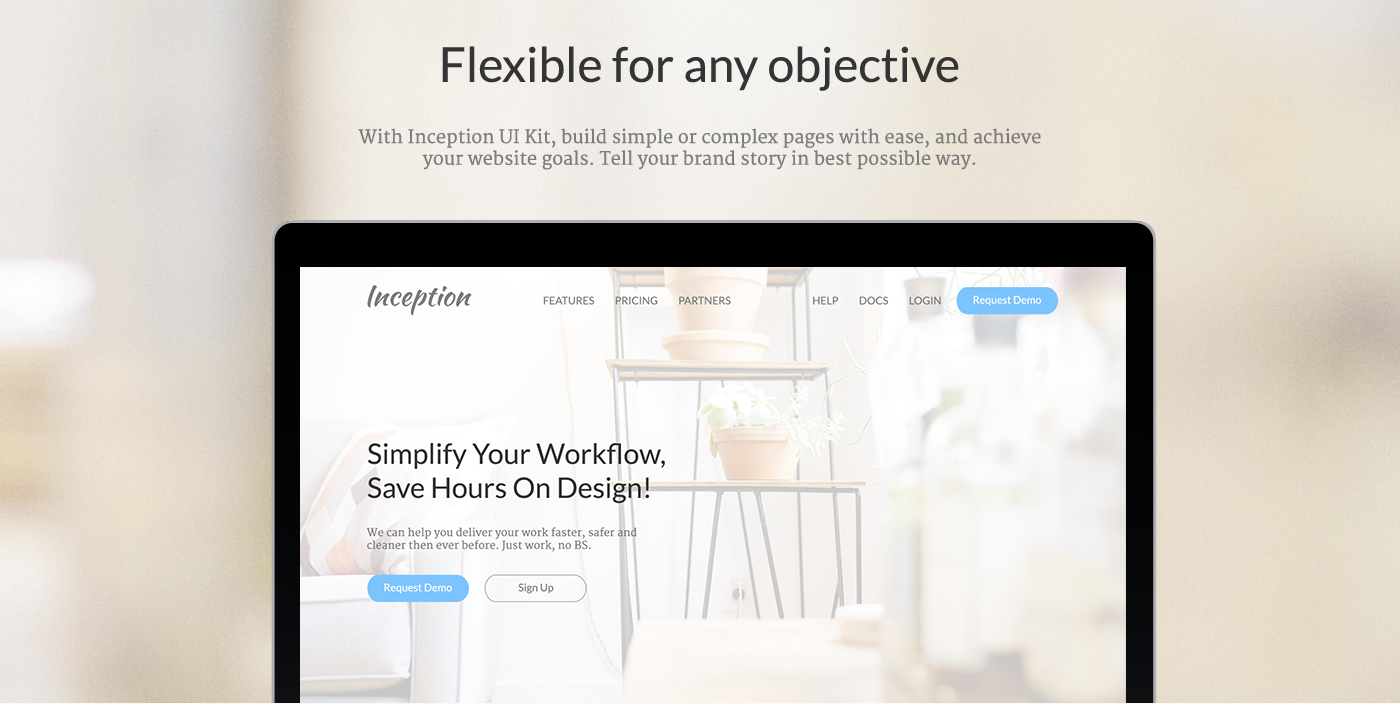 Flexible for any objective
With Inception UI Kit, build simple or complex pages with ease, and achieve
your website goals. Tell your brand story in best possible way.
Inception FEATURES PRICING PARTNERS HELP DOCS LOGIN Request Demo
Simplify Your Workflow,
Save Hours On Design!
We can help you deliver your work faster, safer and
cleaner then ever before. Just work, no BS.
Request Demo Sign Up